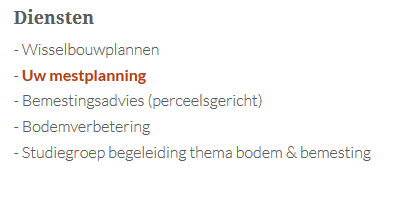 Diensten
- Wisselbouwplannen
- Uw mestplanning
- Bemestingsadvies (perceelsgericht)
- Bodemverbetering
- Studiegroep begeleiding thema bodem & bemesting